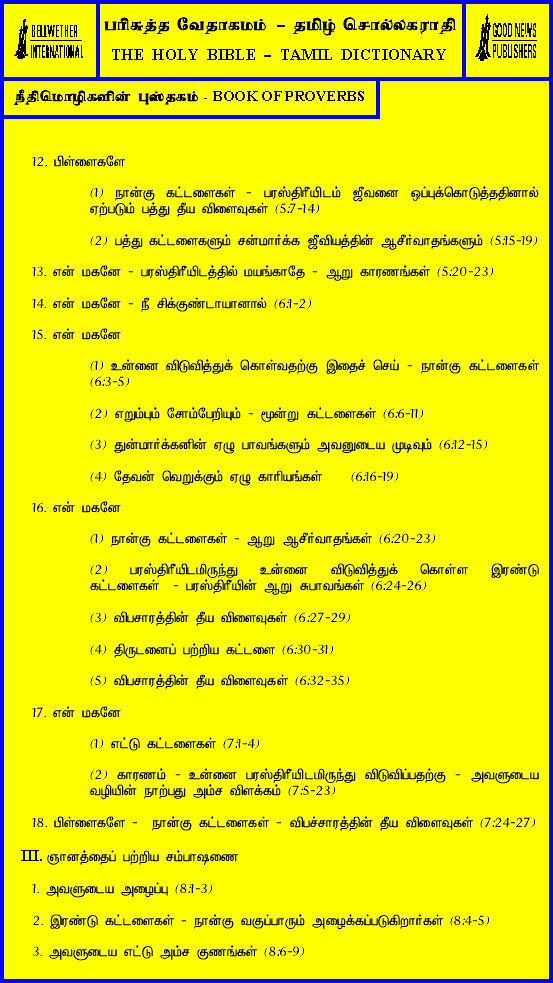 BELLWETHER
INTERNATIONAL
பரிசுத்த வேதாகமம் – தமிழ் சொல்லகராதி
THE HOLY BIBLE – TAMIL DICTIONARY
GOOD NEWS
PUBLISHERS
நீதிமொழிகளின் புஸ்தகம் - BOOK OF PROVERBS
12. பிள்ளைகளே
(1) நான்கு கட்டளைகள் - பரஸ்திரீயிடம் ஜீவனை ஒப்புக்கொடுத்ததினால்
ஏற்படும் பத்து தீய விளைவுகள் (5:7-14)
(2) பத்து கட்டளைகளும் சன்மார்க்க ஜீவியத்தின் ஆசீர்வாதங்களும் (5:15-19)
13. என் மகனே - பரஸ்திரீயிடத்தில் மயங்காதே - ஆறு காரணங்கள் (5:20-23)
14. என் மகனே - நீ சிக்குண்டாயானால் (6:1-2)
15. என் மகனே
(1) உன்னை விடுவித்துக் கொள்வதற்கு இதைச் செய் - நான்கு கட்டளைகள்
(6:3-5)
(2) எறும்பும் சோம்பேறியும் - மூன்று கட்டளைகள் (6:6-11)
(3) துன்மார்க்கனின் ஏழு பாவங்களும் அவனுடைய முடிவும் (6:12-15)
(4) தேவன் வெறுக்கும் ஏழு காரியங்கள் (6:16-19)
16. என் மகனே
(1) நான்கு கட்டளைகள் - ஆறு ஆசீர்வாதங்கள் (6:20-23)
(2) பரஸ்திரீயிடமிருந்து உன்னை விடுவித்துக் கொள்ள இரண்டு
கட்டளைகள் - பரஸ்திரீயின் ஆறு சுபாவங்கள் (6:24-26)
(3) விபசாரத்தின் தீய விளைவுகள் (6:27-29)
(4) திருடனைப் பற்றிய கட்டளை (6:30-31)
(5) விபசாரத்தின் தீய விளைவுகள் (6:32-35)
17. என் மகனே
(1) எட்டு கட்டளைகள் (7:1-4)
(2) காரணம் - உன்னை பரஸ்திரீயிடமிருந்து விடுவிப்பதற்கு - அவளுடைய
வழியின் நாற்பது அம்ச விளக்கம் (7:5-23)
18. பிள்ளைகளே - நான்கு கட்டளைகள் - விபச்சாரத்தின் தீய விளைவுகள் (7:24-27)
III. ஞானத்தைப் பற்றிய சம்பாஷணை
1. அவளுடைய அழைப்பு (8:1-3)
2. இரண்டு கட்டளைகள் - நான்கு வகுப்பாரும் அழைக்கப்படுகிறார்கள் (8:4-5)
3. அவளுடைய எட்டு அம்ச குணங்கள் (8:6-9)